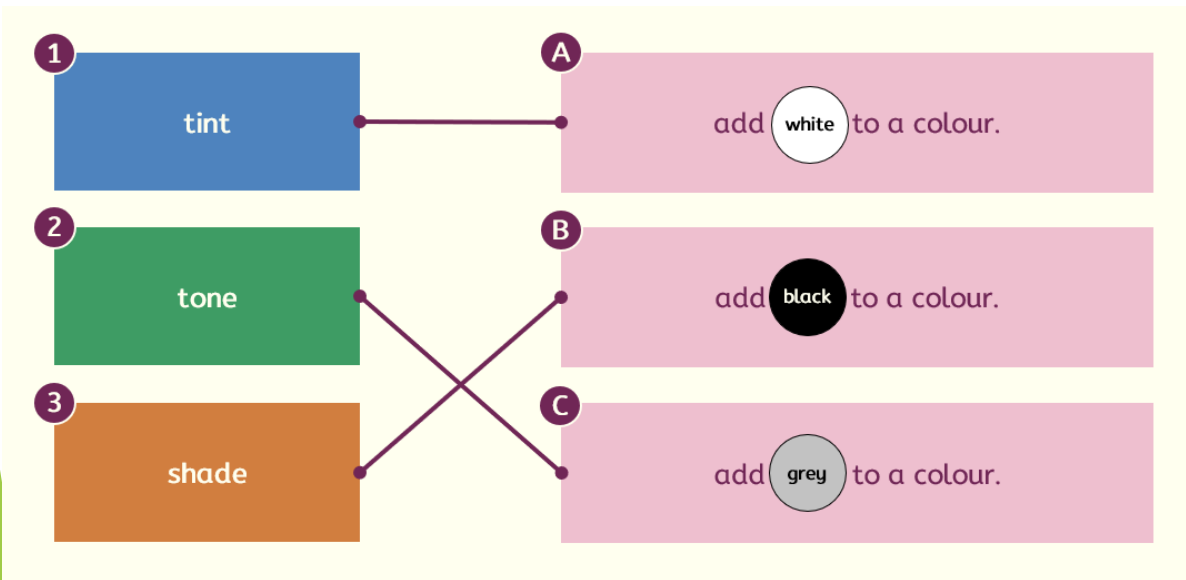 1
tint
A
add white to a colour.
2
tone
B
add black to a colour.
3
shade
C
add grey to a colour.